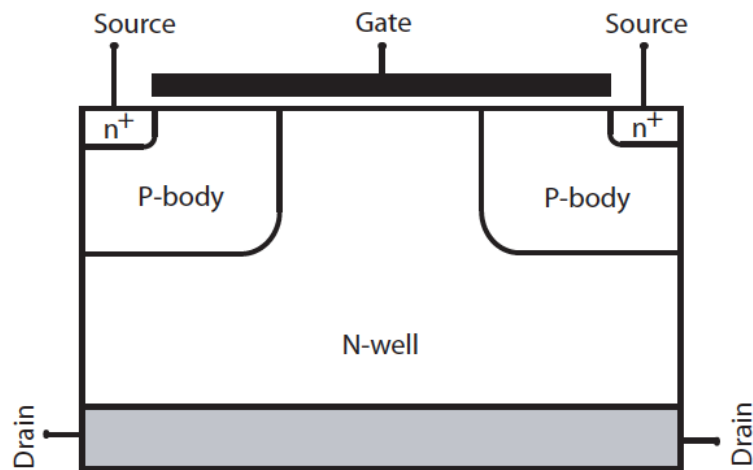 Source
Gate
Source
n+
n+
P-body
P-body
N-well
Drain
Drain